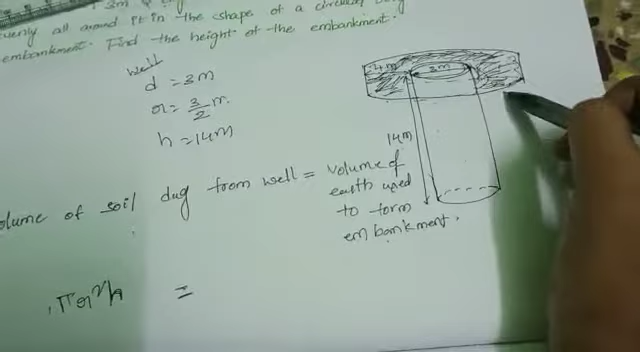 3m
evenly all around it in the shape of a circular
embankment. Find the height of the embankment.
Well
d = 3m
r = 3/2 m.
h = 14m
4m
3m
14m
volume of soil dug from well = volume of
earth used
to form
embankment.
πr²h =